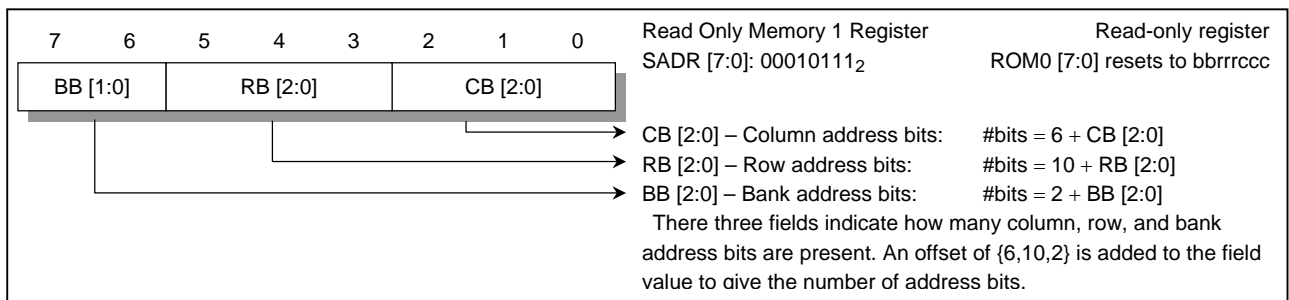 7 6 5 4 3 2 1 0
BB [1:0] RB [2:0] CB [2:0]
Read Only Memory 1 Register Read-only register
SADR [7:0]: 00010111₂ ROM0 [7:0] resets to bbrrrccc
CB [2:0] – Column address bits: #bits = 6 + CB [2:0]
RB [2:0] – Row address bits: #bits = 10 + RB [2:0]
BB [2:0] – Bank address bits: #bits = 2 + BB [2:0]
There three fields indicate how many column, row, and bank
address bits are present. An offset of {6,10,2} is added to the field
value to give the number of address bits.